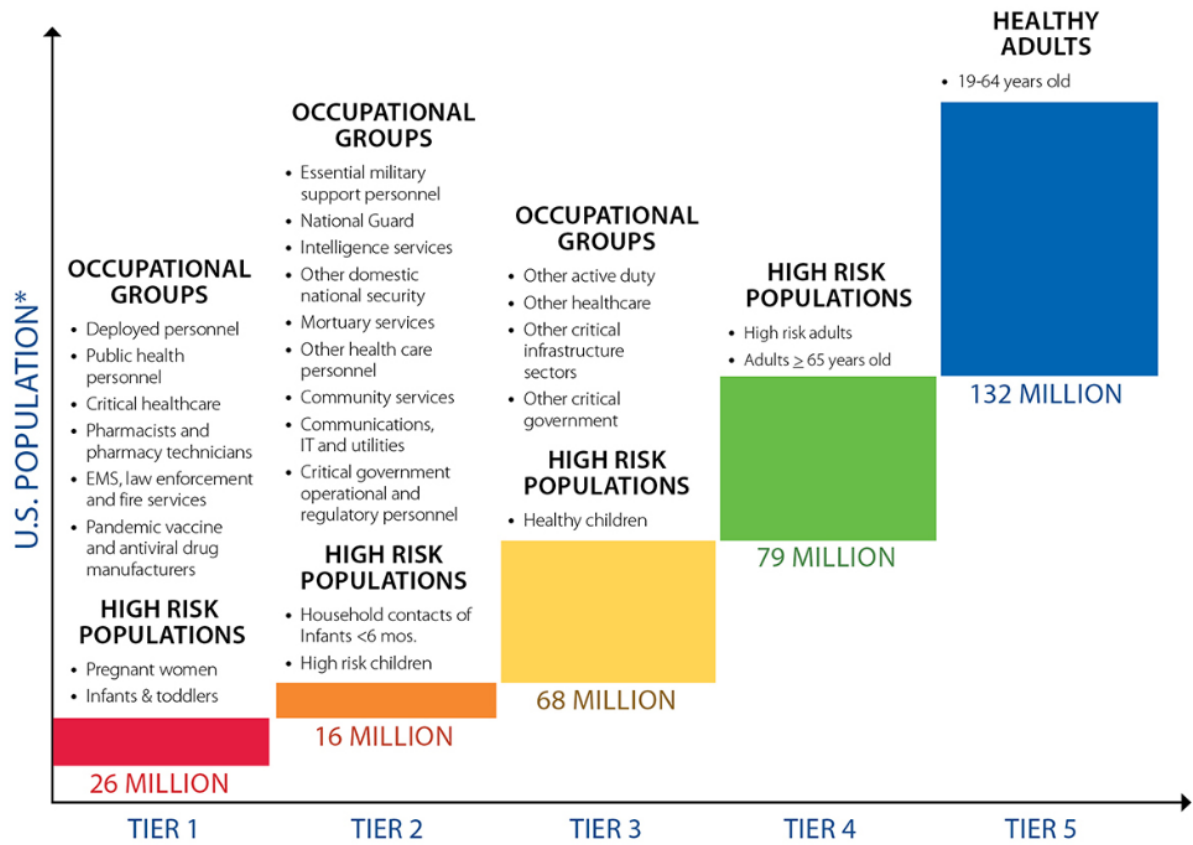 U.S. POPULATION*
OCCUPATIONAL
GROUPS
• Deployed personnel
• Public health
personnel
• Critical healthcare
• Pharmacists and
pharmacy technicians
• EMS, law enforcement
and fire services
• Pandemic vaccine
and antiviral drug
manufacturers
HIGH RISK
POPULATIONS
• Pregnant women
• Infants & toddlers
26 MILLION
TIER 1
OCCUPATIONAL
GROUPS
• Essential military
support personnel
• National Guard
• Intelligence services
• Other domestic
national security
• Mortuary services
• Other health care
personnel
• Community services
• Communications,
IT and utilities
• Critical government
operational and
regulatory personnel
HIGH RISK
POPULATIONS
• Household contacts of
Infants <6 mos.
• High risk children
16 MILLION
TIER 2
OCCUPATIONAL
GROUPS
• Other active duty
• Other healthcare
• Other critical
infrastructure
sectors
• Other critical
government
HIGH RISK
POPULATIONS
• Healthy children
68 MILLION
TIER 3
HIGH RISK
POPULATIONS
• High risk adults
• Adults ≥ 65 years old
79 MILLION
TIER 4
HEALTHY
ADULTS
• 19-64 years old
132 MILLION
TIER 5